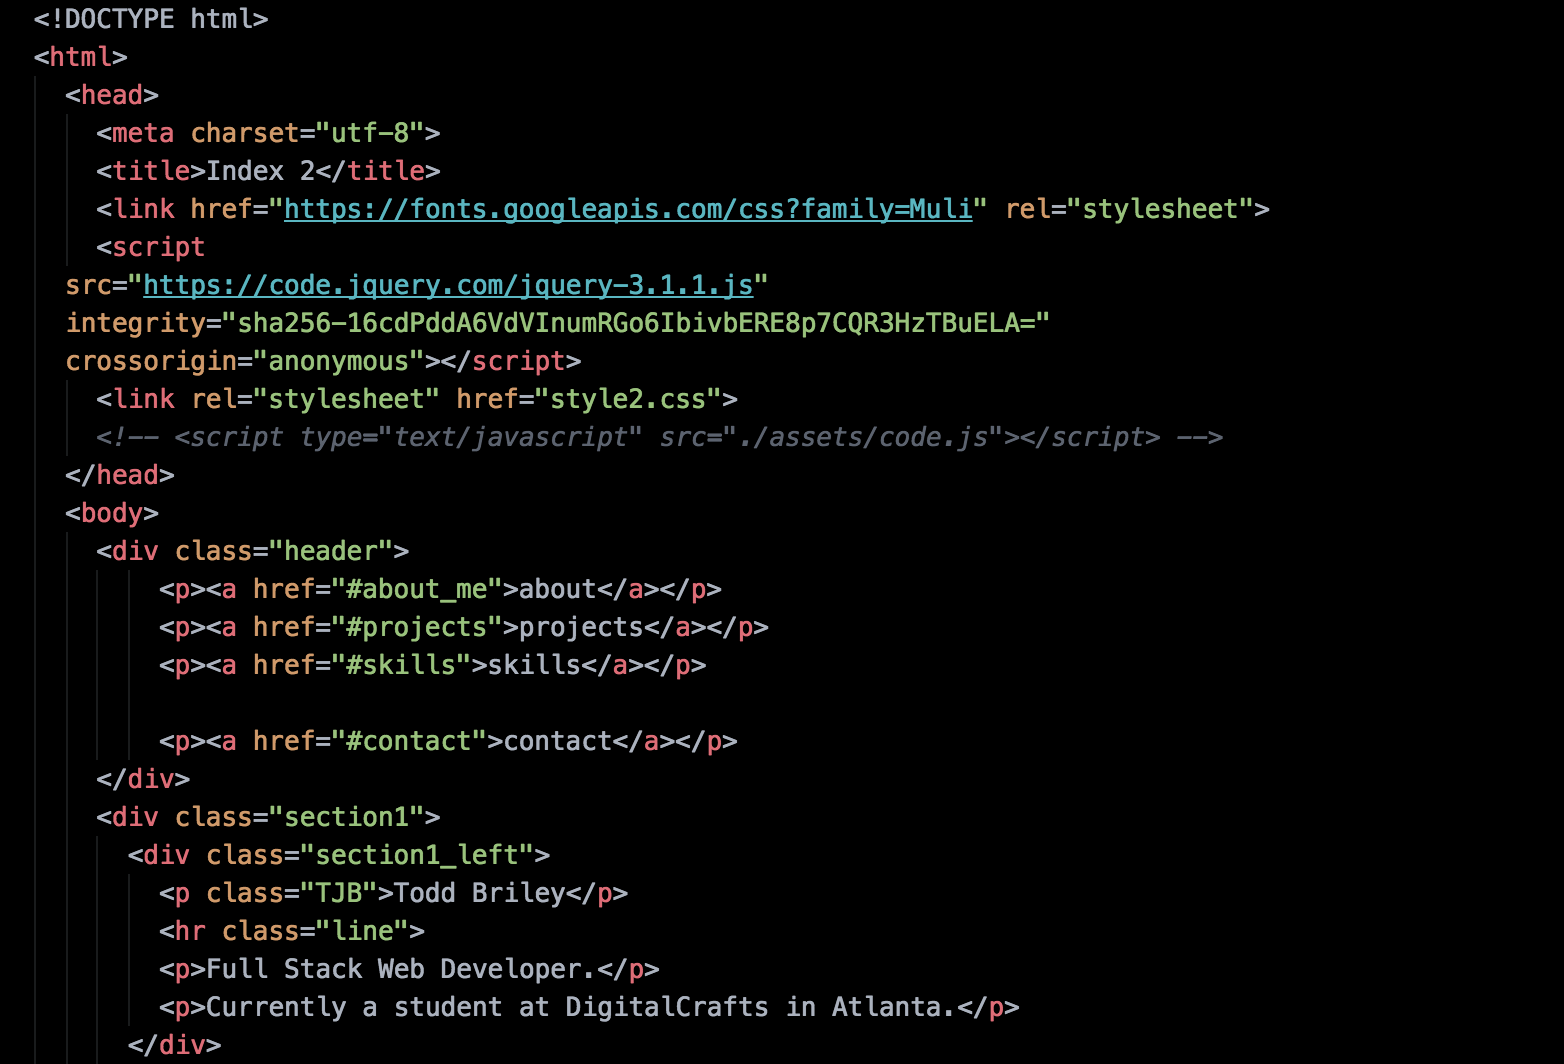 <!DOCTYPE html>
<html>
<head>
<meta charset="utf-8">
<title>Index 2</title>
<link href="https://fonts.googleapis.com/css?family=Muli" rel="stylesheet">
<script
src="https://code.jquery.com/jquery-3.1.1.js"
integrity="sha256-16cdPddA6VdVInumRGo6IbivbERE8p7CQR3HzTBuELA="
crossorigin="anonymous"></script>
<link rel="stylesheet" href="style2.css">
<!-- <script type="text/javascript" src="./assets/code.js"></script> -->
</head>
<body>
<div class="header">
<p><a href="#about_me">about</a></p>
<p><a href="#projects">projects</a></p>
<p><a href="#skills">skills</a></p>
<p><a href="#contact">contact</a></p>
</div>
<div class="section1">
<div class="section1_left">
<p class="TJB">Todd Briley</p>
<hr class="line">
<p>Full Stack Web Developer.</p>
<p>Currently a student at DigitalCrafts in Atlanta.</p>
</div>